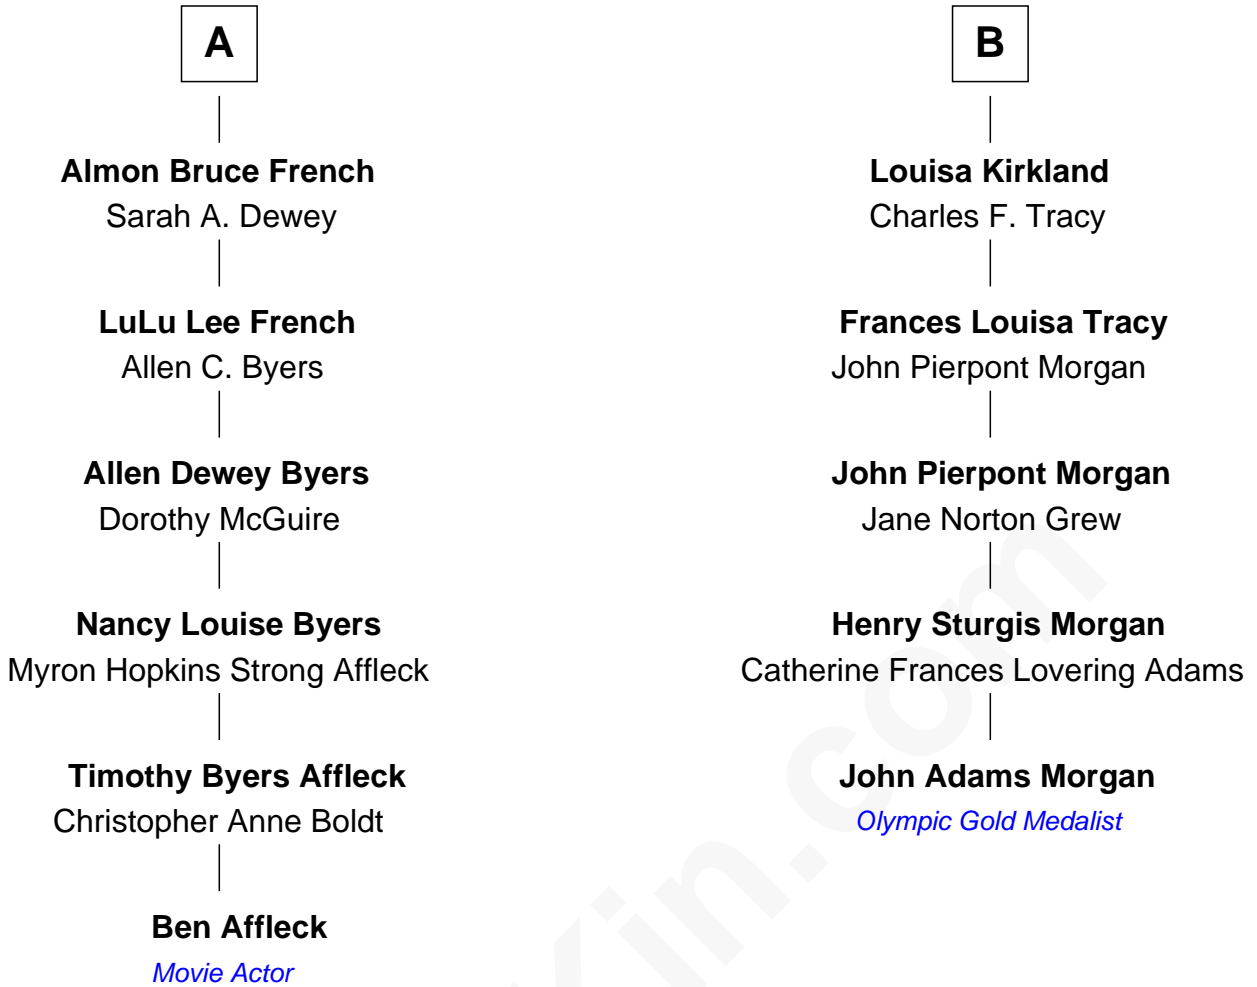 A
Almon Bruce French
Sarah A. Dewey
LuLu Lee French
Allen C. Byers
Allen Dewey Byers
Dorothy McGuire
Nancy Louise Byers
Myron Hopkins Strong Affleck
Timothy Byers Affleck
Christopher Anne Boldt
Ben Affleck
Movie Actor
B
Louisa Kirkland
Charles F. Tracy
Frances Louisa Tracy
John Pierpont Morgan
John Pierpont Morgan
Jane Norton Grew
Henry Sturgis Morgan
Catherine Frances Lovering Adams
John Adams Morgan
Olympic Gold Medalist
Kin.com